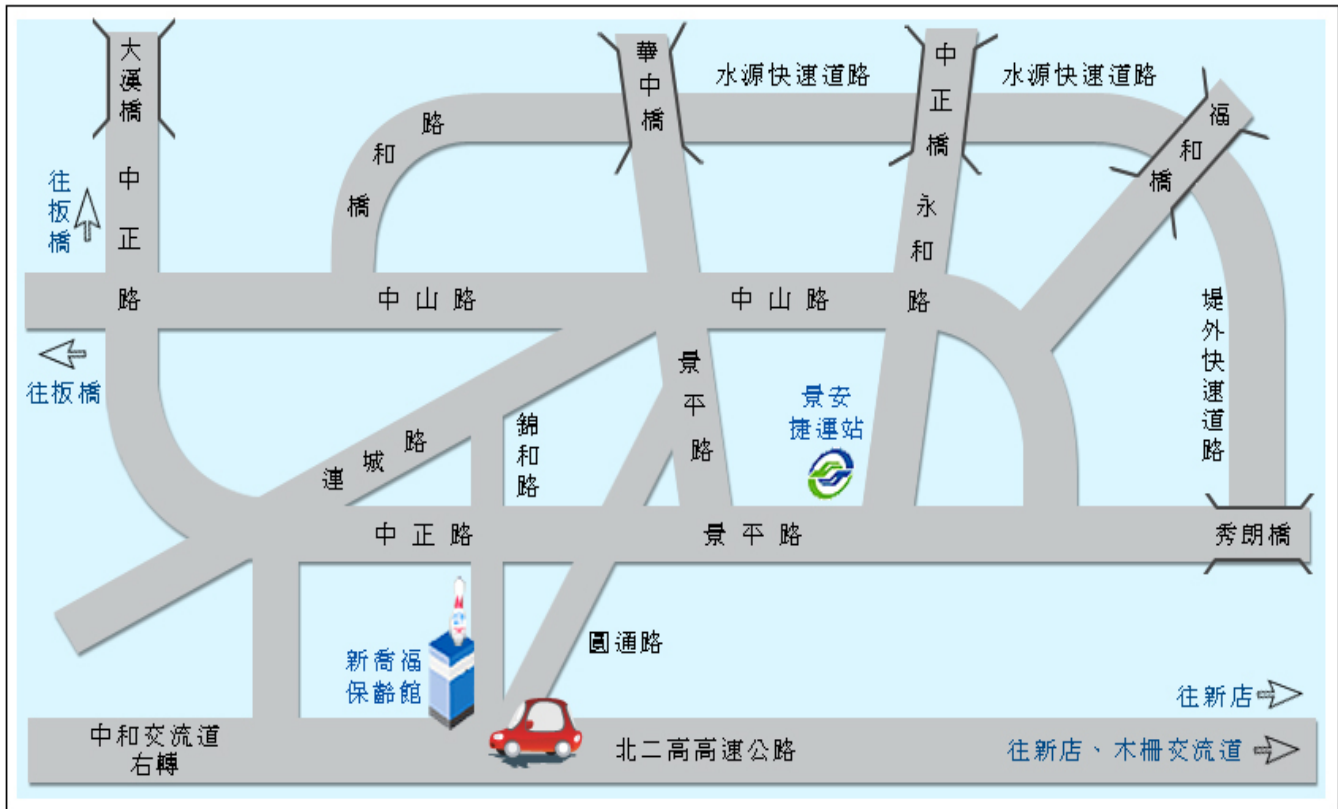 大漢橋
華中橋
水源快速道路
中正橋
水源快速道路
福和橋
橋和路
往板橋
中正路
永和路
中山路
中山路
堤外快速道路
往板橋
景平路
景安
捷運站
錦和路
連城路
中正路
景平路
秀朗橋
圓通路
新喬福
保齡館
往新店
中和交流道
右轉
北二高高速公路
往新店、木柵交流道